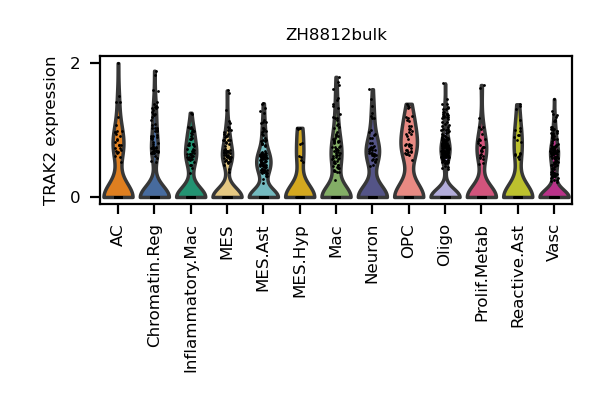 ZH8812bulk
TRAK2 expression
2
0
AC
Chromatin.Reg
Inflammatory.Mac
MES
MES.Ast
MES.Hyp
Mac
Neuron
OPC
Oligo
Prolif.Metab
Reactive.Ast
Vasc